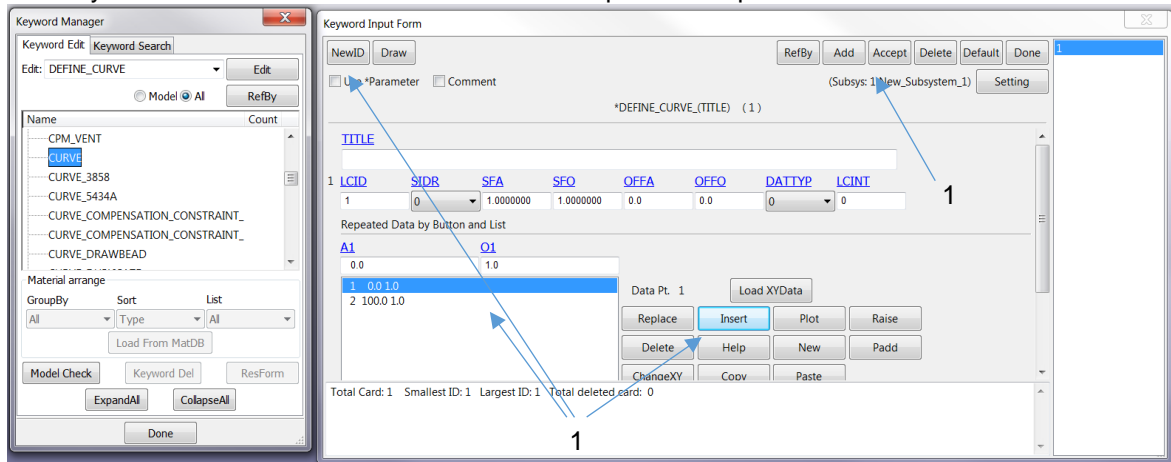 Keyword Manager
Keyword Edit Keyword Search
Edit: DEFINE_CURVE Edit
Model All RefBy
Name Count
CPM_VENT
CURVE
CURVE_3858
CURVE_5434A
CURVE_COMPENSATION_CONSTRAINT_
CURVE_COMPENSATION_CONSTRAINT_
CURVE_DRAWBEAD
Material arrange
GroupBy Sort List
All Type All
Load From MatDB
Model Check Keyword Del ResForm
ExpandAll CollapseAll
Done
Keyword Input Form
NewID Draw RefBy Add Accept Delete Default Done
*Parameter Comment (Subsys: 1 New_Subsystem_1) Setting
*DEFINE_CURVE_(TITLE) (1)
TITLE
1 LCID SIDR SFA SFO OFFA OFFO DATTYP LCINT
1 0 1.0000000 1.0000000 0.0 0.0 0 0
Repeated Data by Button and List
A1 O1
0.0 1.0
1 0.0 1.0
2 100.0 1.0
Data Pt. 1 Load XYData
Replace Insert Plot Raise
Delete Help New Padd
ChangeXY Copy Paste
Total Card: 1 Smallest ID: 1 Largest ID: 1 Total deleted card: 0
1
1
1